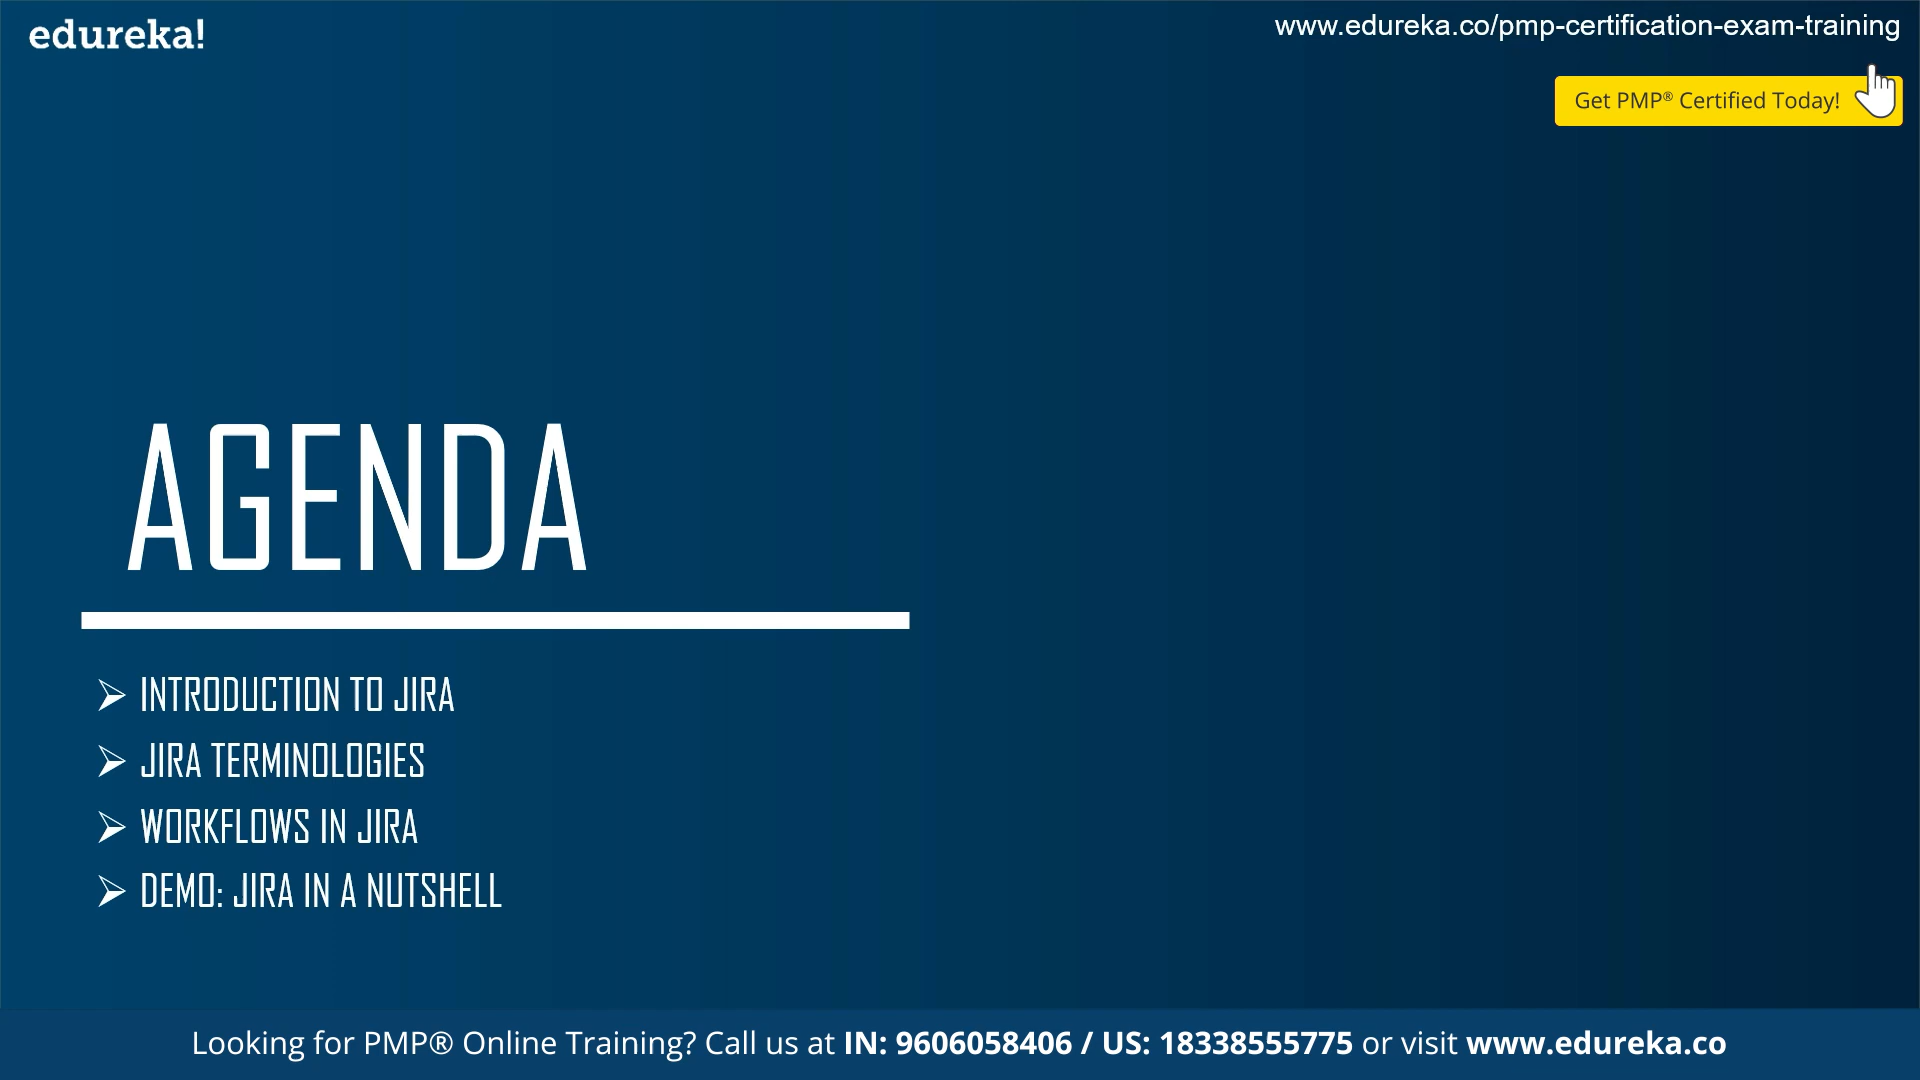 edureka!
www.edureka.co/pmp-certification-exam-training
Get PMP® Certified Today!
AGENDA
➢ INTRODUCTION TO JIRA
➢ JIRA TERMINOLOGIES
➢ WORKFLOWS IN JIRA
➢ DEMO: JIRA IN A NUTSHELL
Looking for PMP® Online Training? Call us at IN: 9606058406 / US: 18338555775 or visit www.edureka.co